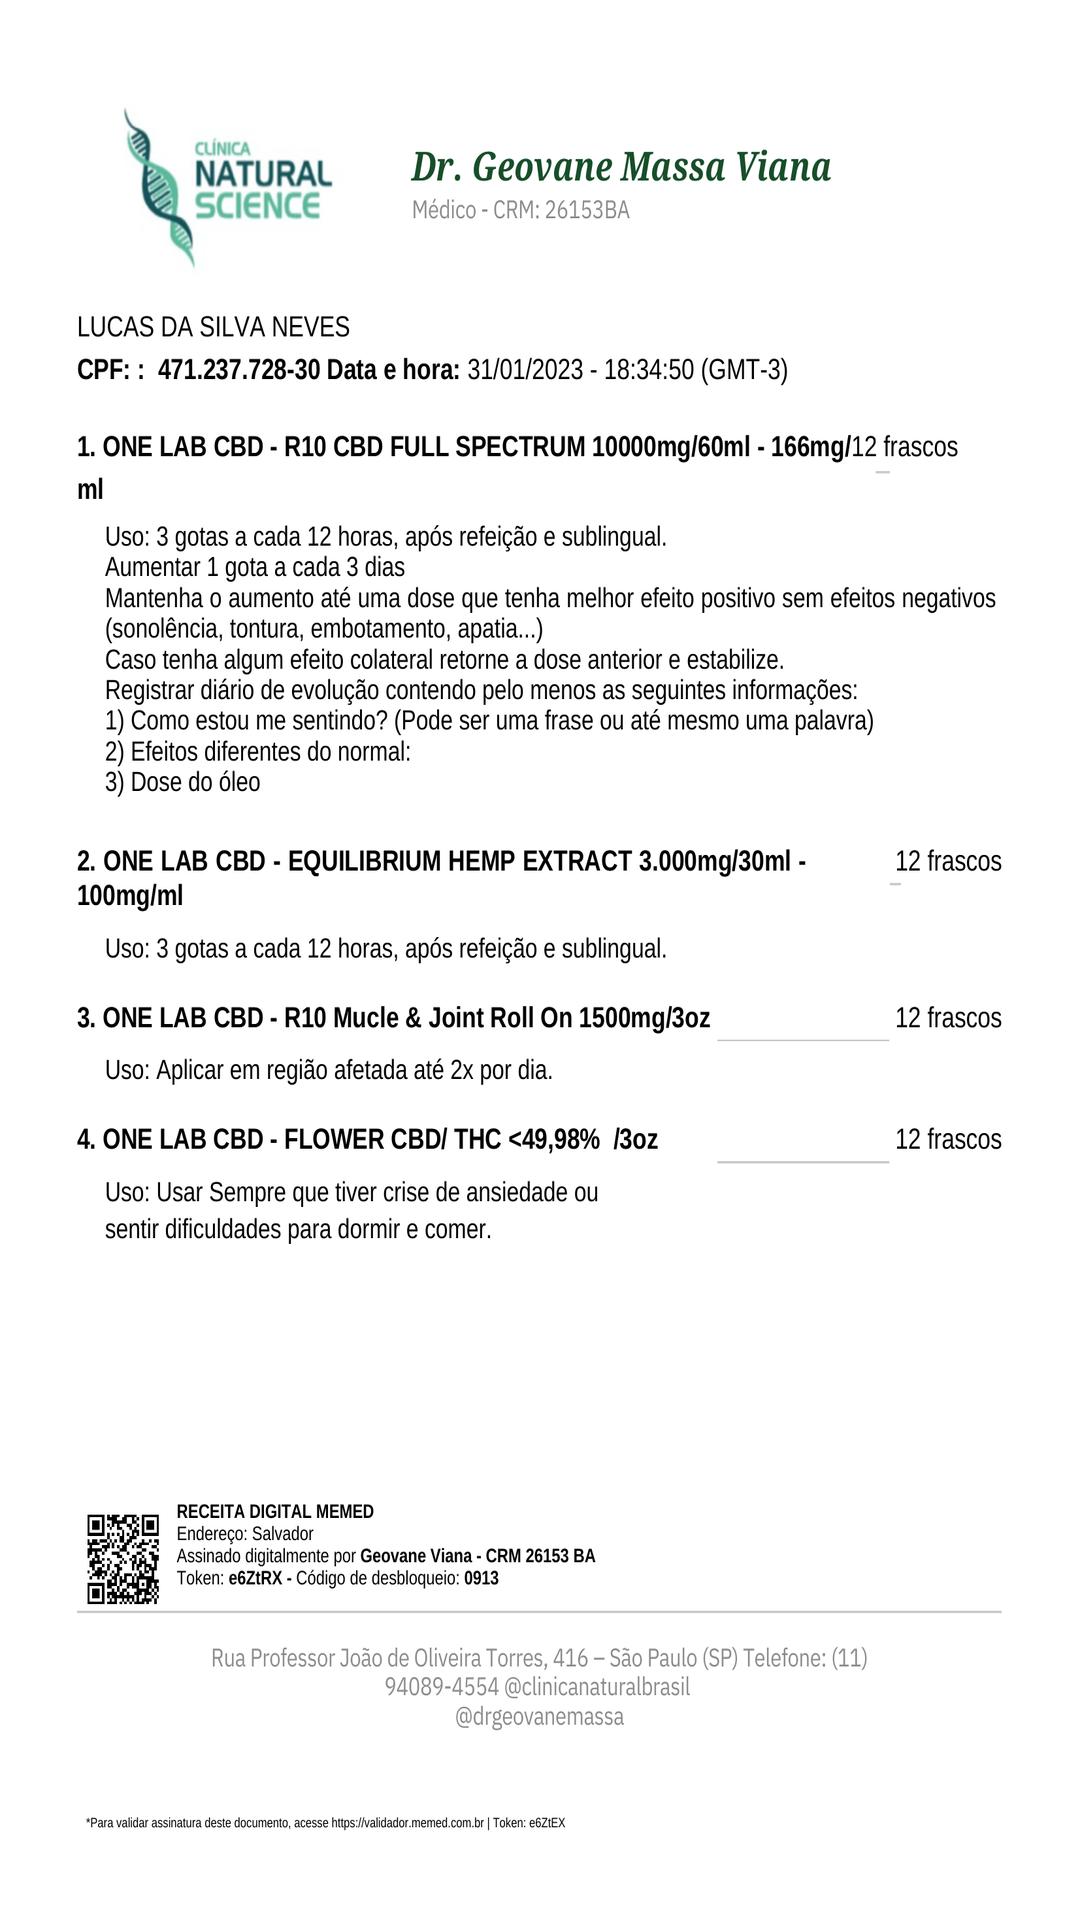 CLÍNICA
NATURAL
SCIENCE
Dr. Geovane Massa Viana
Médico - CRM: 26153BA
LUCAS DA SILVA NEVES
CPF: :  471.237.728-30 Data e hora: 31/01/2023 - 18:34:50 (GMT-3)
1. ONE LAB CBD - R10 CBD FULL SPECTRUM 10000mg/60ml - 166mg/12 frascos
ml
Uso: 3 gotas a cada 12 horas, após refeição e sublingual.
Aumentar 1 gota a cada 3 dias
Mantenha o aumento até uma dose que tenha melhor efeito positivo sem efeitos negativos
(sonolência, tontura, embotamento, apatia...)
Caso tenha algum efeito colateral retorne a dose anterior e estabilize.
Registrar diário de evolução contendo pelo menos as seguintes informações:
1) Como estou me sentindo? (Pode ser uma frase ou até mesmo uma palavra)
2) Efeitos diferentes do normal:
3) Dose do óleo
2. ONE LAB CBD - EQUILIBRIUM HEMP EXTRACT 3.000mg/30ml - 12 frascos
100mg/ml
Uso: 3 gotas a cada 12 horas, após refeição e sublingual.
3. ONE LAB CBD - R10 Mucle & Joint Roll On 1500mg/3oz 12 frascos
Uso: Aplicar em região afetada até 2x por dia.
4. ONE LAB CBD - FLOWER CBD/ THC <49,98%  /3oz 12 frascos
Uso: Usar Sempre que tiver crise de ansiedade ou
sentir dificuldades para dormir e comer.
RECEITA DIGITAL MEMED
Endereço: Salvador
Assinado digitalmente por Geovane Viana - CRM 26153 BA
Token: e6ZtRX - Código de desbloqueio: 0913
Rua Professor João de Oliveira Torres, 416 – São Paulo (SP) Telefone: (11)
94089-4554 @clinicanaturalbrasil
@drgeovanemassa
*Para validar assinatura deste documento, acesse https://validador.memed.com.br | Token: e6ZtEX